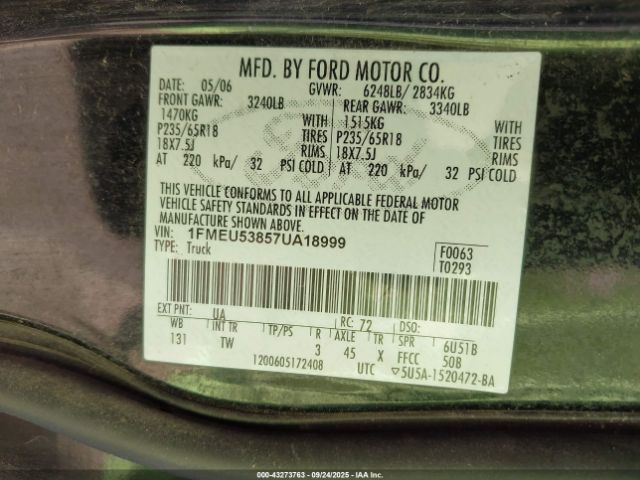 MFD. BY FORD MOTOR CO.
DATE: 05/06 GVWR: 6248LB/ 2834KG
FRONT GAWR: 3240LB REAR GAWR: 3340LB
1470KG WITH 1515KG WITH
P235/65R18 TIRES P235/65R18 TIRES
18X7.5J RIMS 18X7.5J RIMS
AT 220 kPa/ 32 PSI COLD AT 220 kPa/ 32 PSI COLD
THIS VEHICLE CONFORMS TO ALL APPLICABLE FEDERAL MOTOR
VEHICLE SAFETY STANDARDS IN EFFECT ON THE DATE OF
MANUFACTURE SHOWN ABOVE.
VIN: 1FMEU53857UA18999
TYPE: Truck
F0063
T0293
EXT PNT: UA RC: 72 DSO:
WB INT TR TP/PS R AXLE TR SPR 6U51B
131 TW 3 45 X FFCC 50B
1200605172408 UTC ▽5U5A-1520472-BA
000-43273763 - 09/24/2025 - IAA Inc.